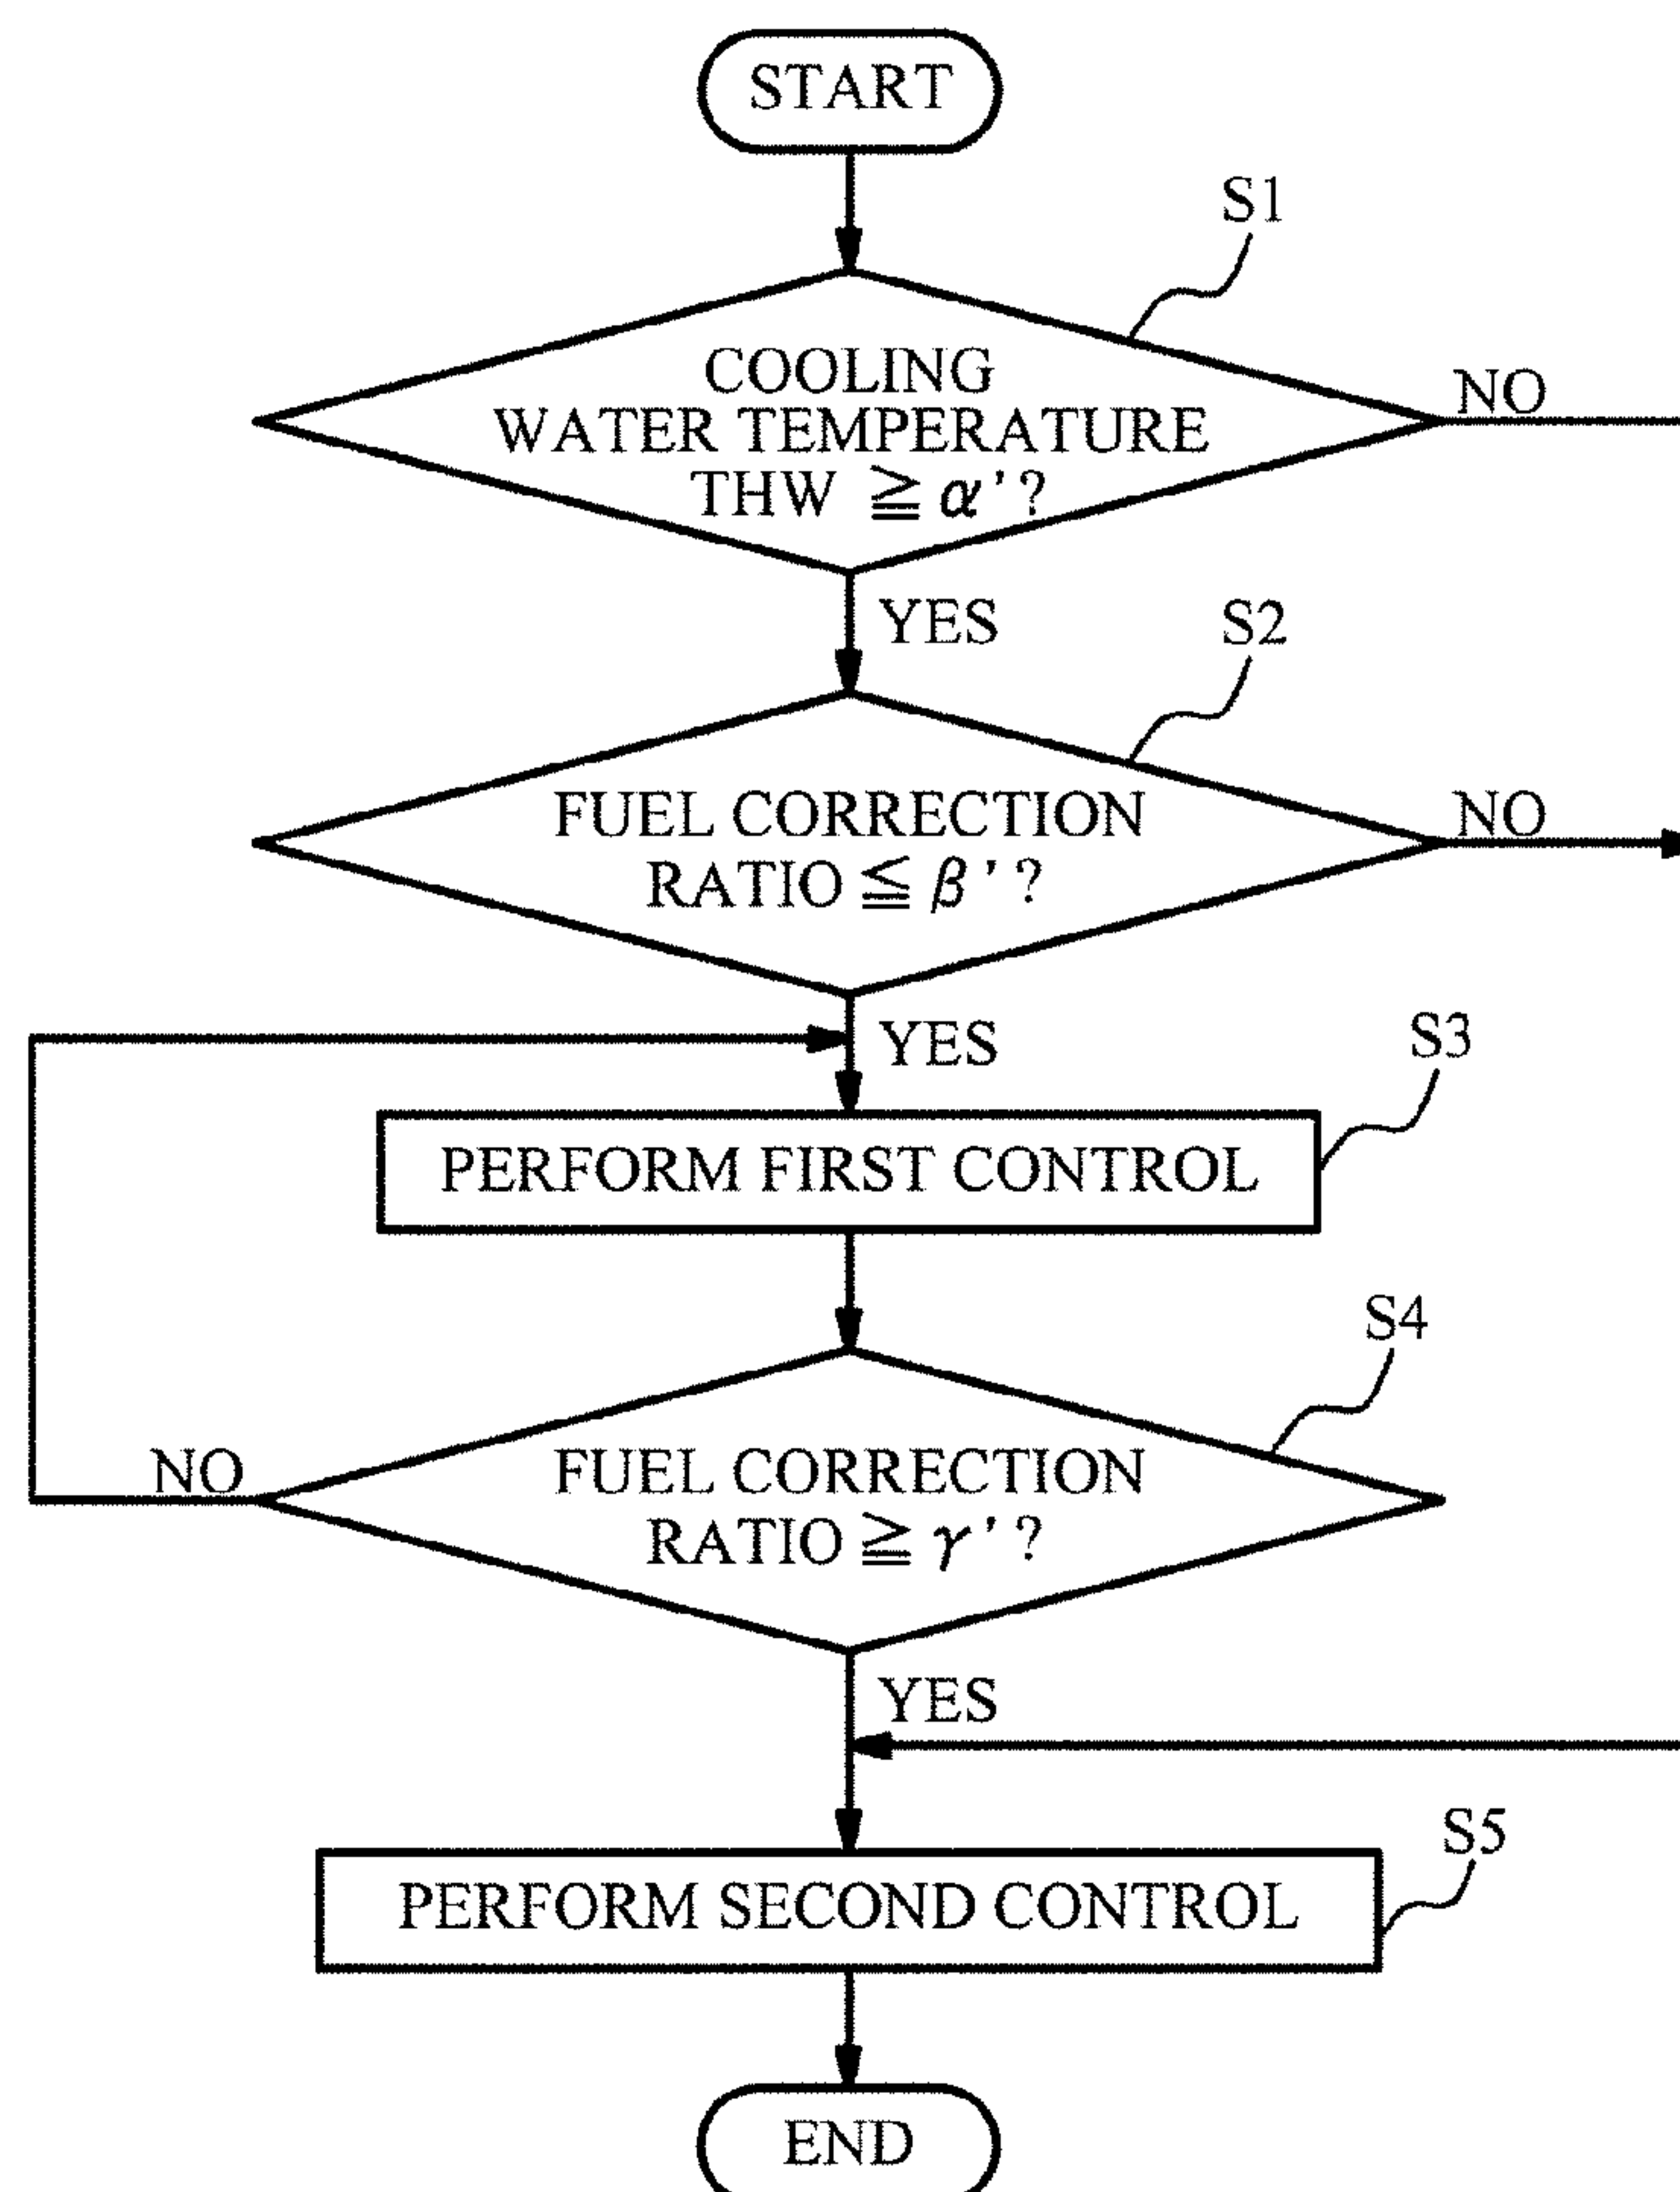 START
S1
COOLING
WATER TEMPERATURE
THW ≧ α’?
NO
YES
S2
FUEL CORRECTION
RATIO ≦ β’?
NO
YES
S3
PERFORM FIRST CONTROL
S4
FUEL CORRECTION
RATIO ≧ γ’?
NO
YES
S5
PERFORM SECOND CONTROL
END